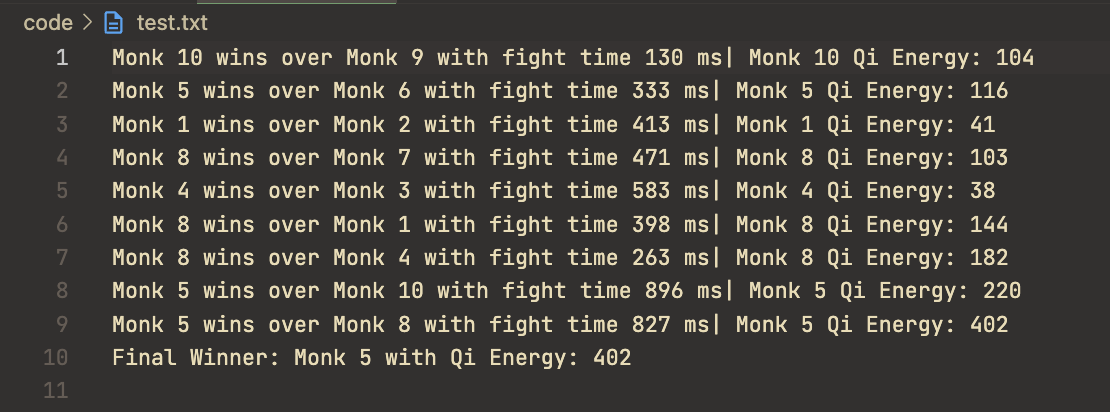 code > test.txt
1 Monk 10 wins over Monk 9 with fight time 130 ms| Monk 10 Qi Energy: 104
2 Monk 5 wins over Monk 6 with fight time 333 ms| Monk 5 Qi Energy: 116
3 Monk 1 wins over Monk 2 with fight time 413 ms| Monk 1 Qi Energy: 41
4 Monk 8 wins over Monk 7 with fight time 471 ms| Monk 8 Qi Energy: 103
5 Monk 4 wins over Monk 3 with fight time 583 ms| Monk 4 Qi Energy: 38
6 Monk 8 wins over Monk 1 with fight time 398 ms| Monk 8 Qi Energy: 144
7 Monk 8 wins over Monk 4 with fight time 263 ms| Monk 8 Qi Energy: 182
8 Monk 5 wins over Monk 10 with fight time 896 ms| Monk 5 Qi Energy: 220
9 Monk 5 wins over Monk 8 with fight time 827 ms| Monk 5 Qi Energy: 402
10 Final Winner: Monk 5 with Qi Energy: 402
11